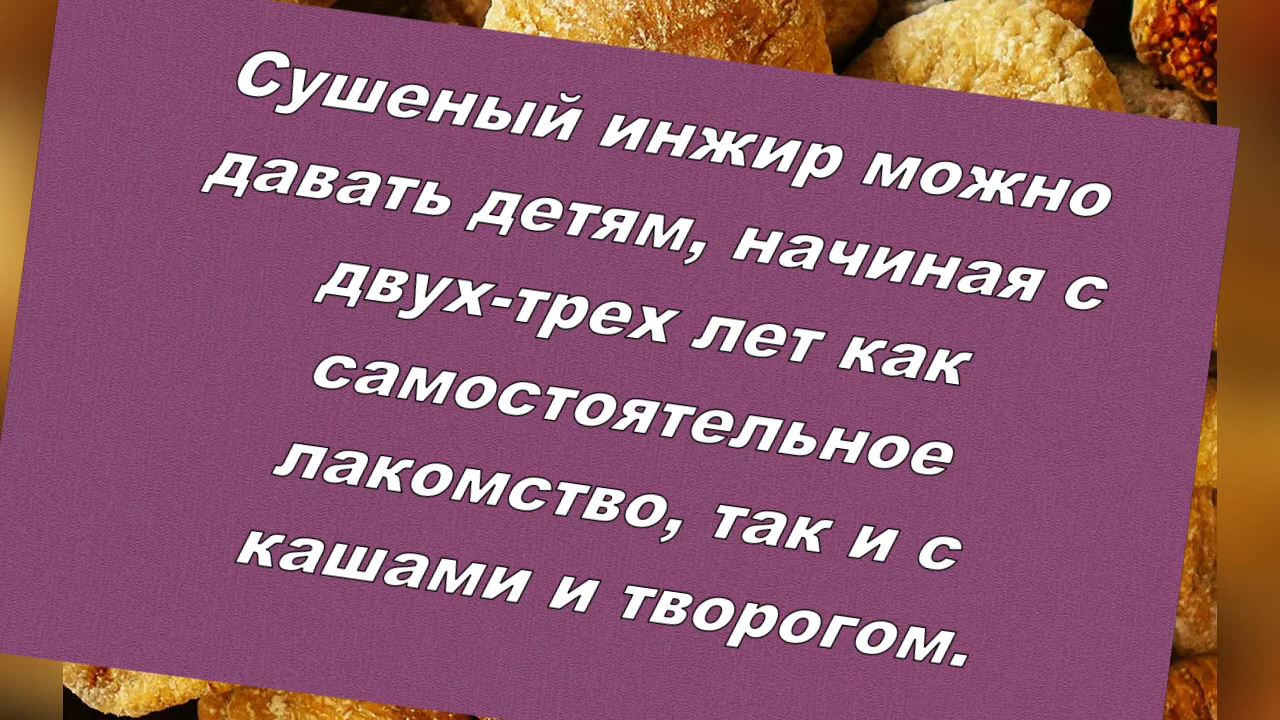 Сушеный инжир можно
давать детям, начиная с
двух-трех лет как
самостоятельное
лакомство, так и с
кашами и творогом.